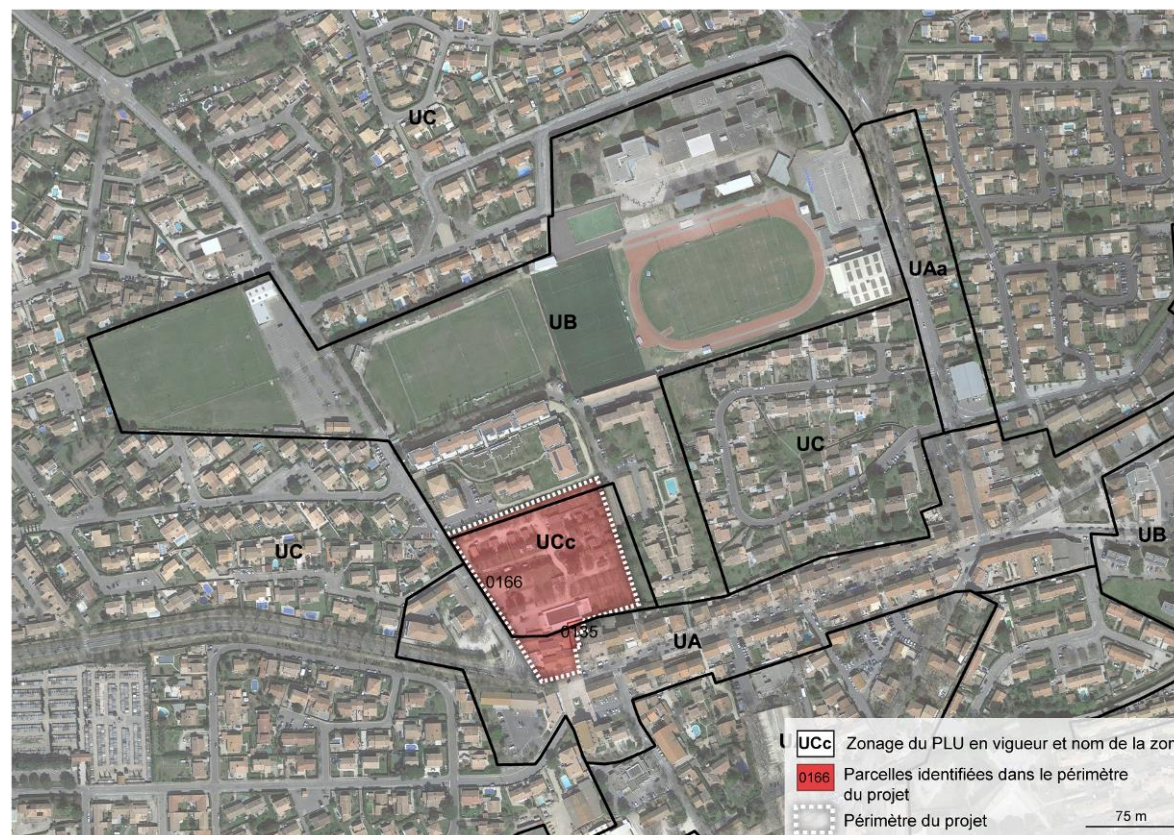 UC
UAa
UB
UC
UCc
UC
UB
0166
0135
UA
UCc Zonage du PLU en vigueur et nom de la zon
0166 Parcelles identifiées dans le périmètre
du projet
Périmètre du projet
75 m